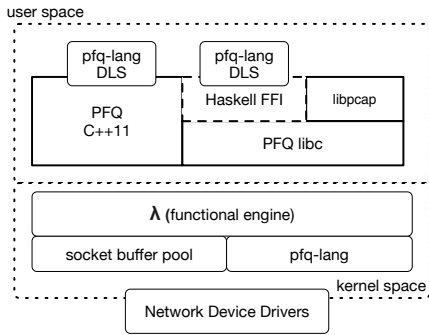 user space
pfq-lang
DLS
pfq-lang
DLS
PFQ
C++11
Haskell FFI
libpcap
PFQ libc
λ (functional engine)
socket buffer pool
pfq-lang
kernel space
Network Device Drivers